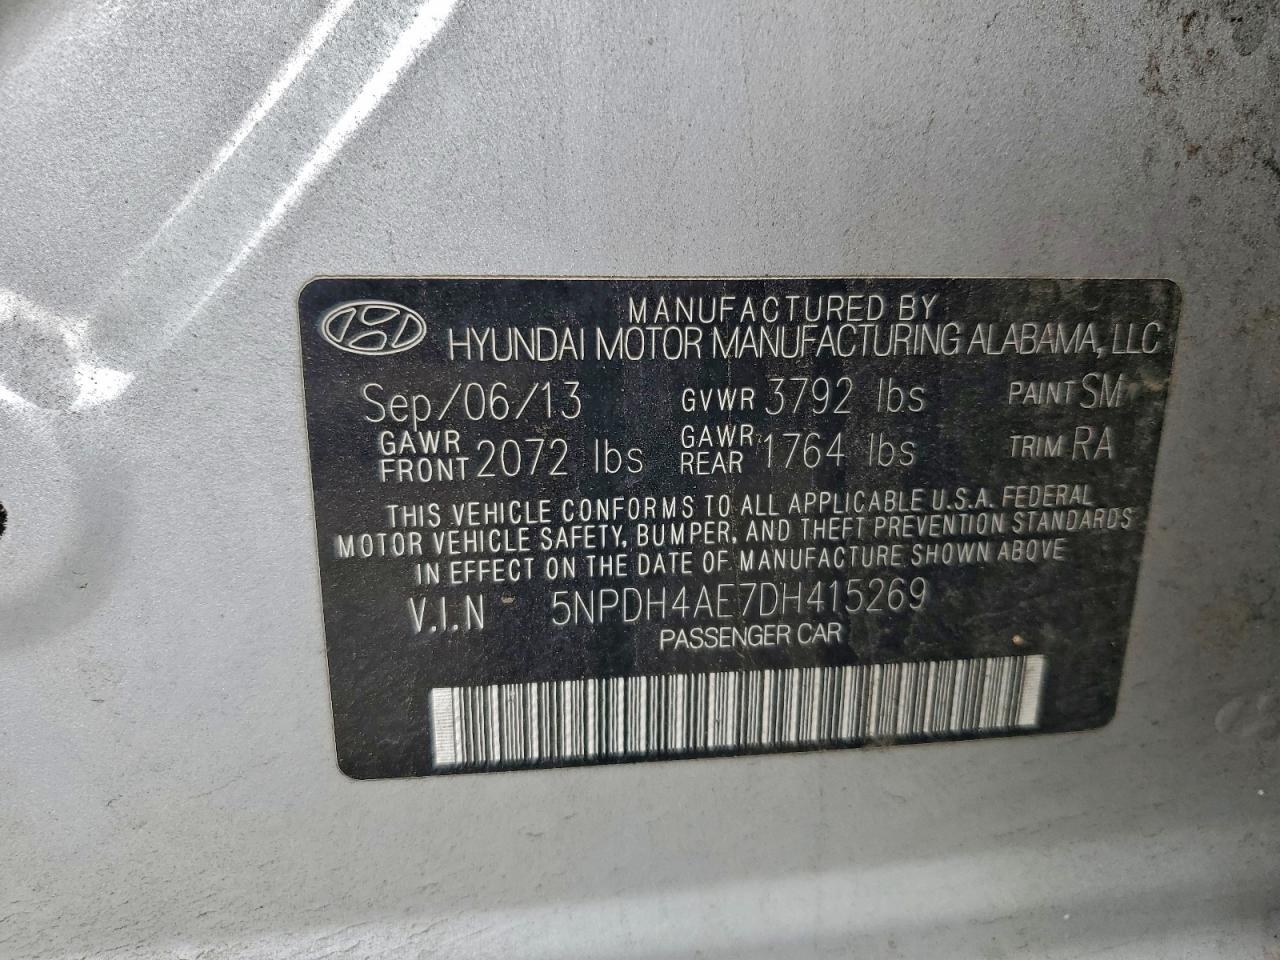 MANUFACTURED BY
HYUNDAI MOTOR MANUFACTURING ALABAMA, LLC
Sep/06/13 GVWR 3792 lbs PAINT SM
GAWR FRONT 2072 lbs GAWR REAR 1764 lbs TRIM RA
THIS VEHICLE CONFORMS TO ALL APPLICABLE U.S.A. FEDERAL
MOTOR VEHICLE SAFETY, BUMPER, AND THEFT PREVENTION STANDARDS
IN EFFECT ON THE DATE OF MANUFACTURE SHOWN ABOVE
V.I.N 5NPDH4AE7DH415269
PASSENGER CAR